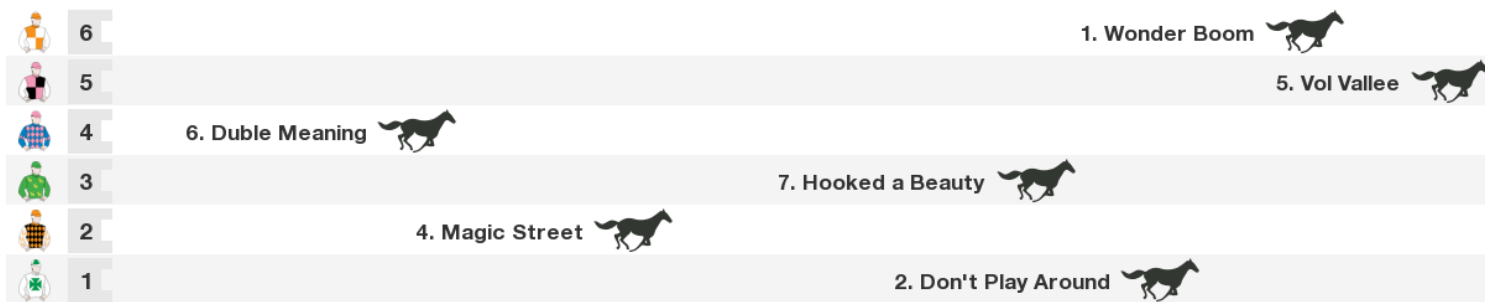 6 1. Wonder Boom
5 5. Vol Vallee
4 6. Duble Meaning
3 7. Hooked a Beauty
2 4. Magic Street
1 2. Don't Play Around